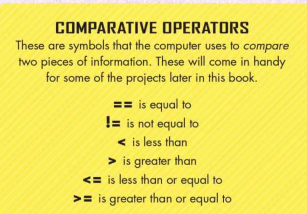 COMPARATIVE OPERATORS
These are symbols that the computer uses to compare
two pieces of information. These will come in handy
for some of the projects later in this book.
== is equal to
!= is not equal to
< is less than
> is greater than
<= is less than or equal to
>= is greater than or equal to